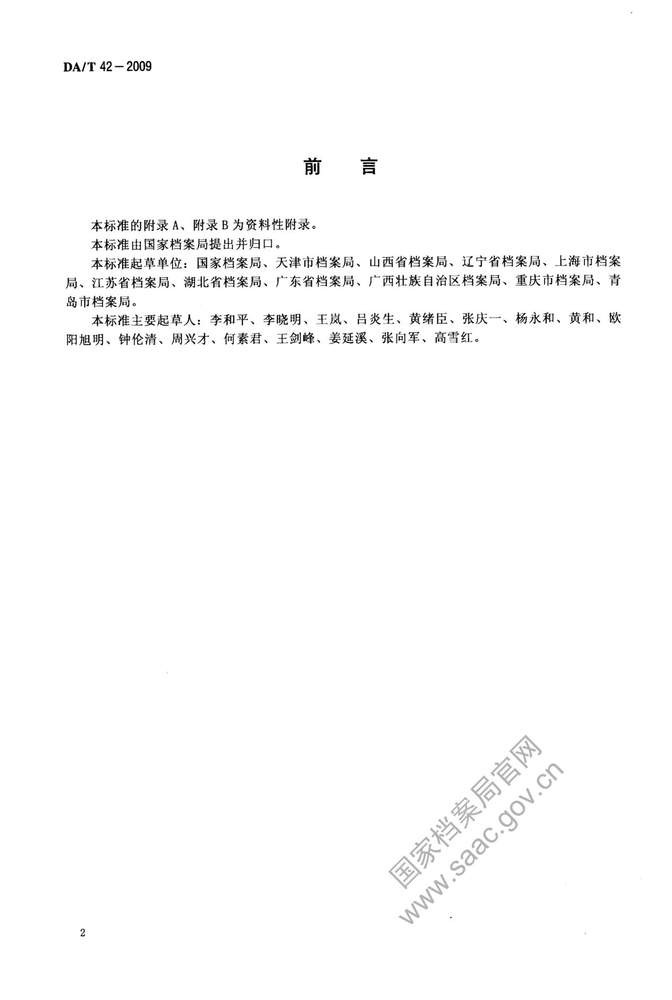 DA/T 42－2009
前　言
本标准的附录 A、附录 B 为资料性附录。
本标准由国家档案局提出并归口。
本标准起草单位：国家档案局、天津市档案局、山西省档案局、辽宁省档案局、上海市档案
局、江苏省档案局、湖北省档案局、广东省档案局、广西壮族自治区档案局、重庆市档案局、青
岛市档案局。
本标准主要起草人：李和平、李晓明、王岚、吕炎生、黄绪臣、张庆一、杨永和、黄和、欧
阳旭明、钟伦清、周兴才、何素君、王剑峰、姜延溪、张向军、高雪红。
国家档案局官网
www.saac.gov.cn
2